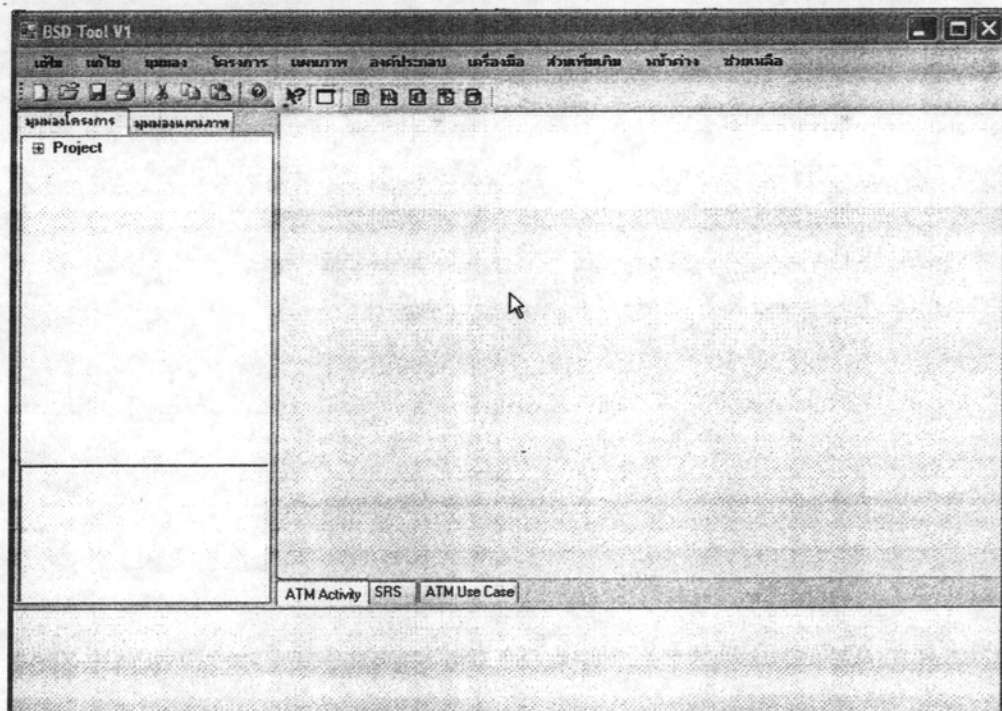 BSD Tool V1
แฟ้ม แก้ไข มุมมอง โครงการ แผนภาพ องค์ประกอบ เครื่องมือ ส่วนเพิ่มเติม หน้าต่าง ช่วยเหลือ
มุมมองโครงการ มุมมองแผนภาพ
Project
ATM Activity SRS ATM Use Case